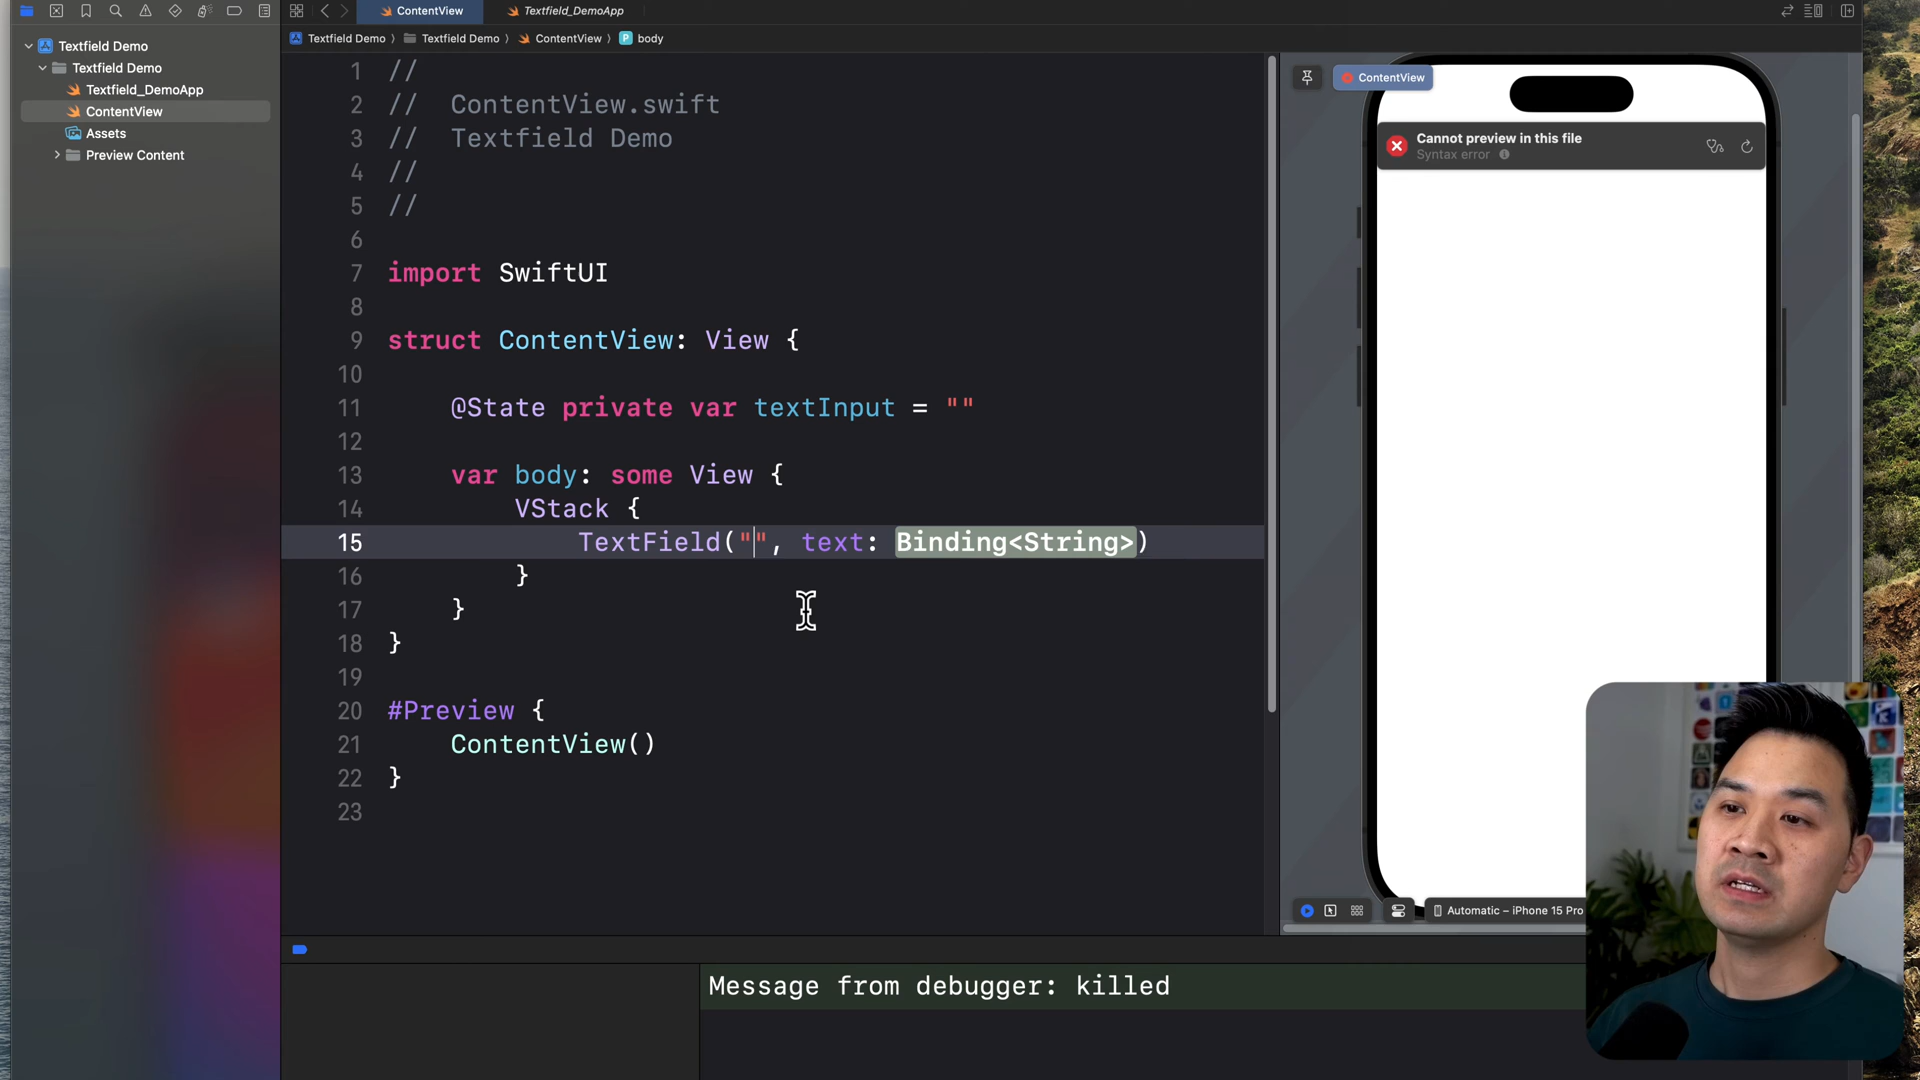 ContentView
Textfield_DemoApp
Textfield Demo
Textfield Demo
Textfield_DemoApp
ContentView
Assets
Preview Content
Textfield Demo 〉 Textfield Demo 〉 ContentView 〉 P body
1 //
2 //  ContentView.swift
3 //  Textfield Demo
4 //
5 //
6
7 import SwiftUI
8
9 struct ContentView: View {
10
11 @State private var textInput = ""
12
13 var body: some View {
14 VStack {
15 TextField("", text: Binding<String>)
16 }
17 }
18 }
19
20 #Preview {
21 ContentView()
22 }
23
ContentView
Cannot preview in this file
Syntax error
Automatic – iPhone 15 Pro
Message from debugger: killed